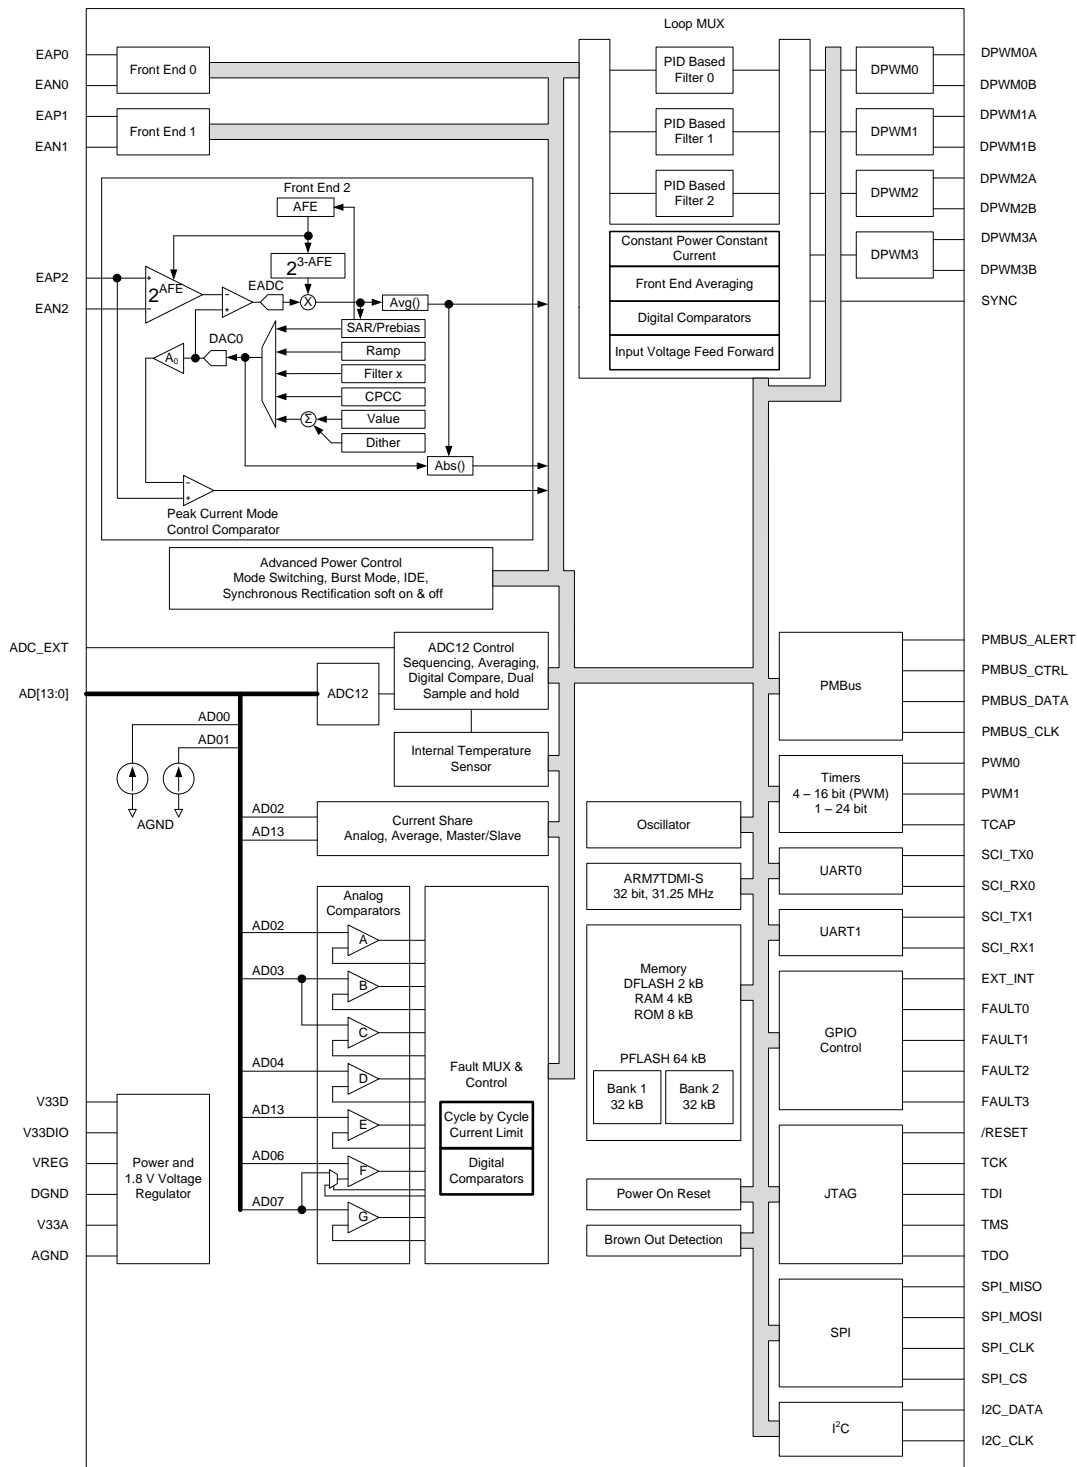 Loop MUX
EAP0
EAN0
EAP1
EAN1
Front End 0
Front End 1
PID Based
Filter 0
PID Based
Filter 1
PID Based
Filter 2
DPWM0
DPWM1
DPWM2
DPWM3
DPWM0A
DPWM0B
DPWM1A
DPWM1B
DPWM2A
DPWM2B
DPWM3A
DPWM3B
SYNC
Constant Power Constant
Current
Front End Averaging
Digital Comparators
Input Voltage Feed Forward
Front End 2
AFE
2^3-AFE
EAP2
EAN2
+
−
2^AFE
−
+
EADC
X
Avg()
DAC0
A0
SAR/Prebias
Ramp
Filter x
CPCC
Σ
Value
Dither
Abs()
−
+
Peak Current Mode
Control Comparator
Advanced Power Control
Mode Switching, Burst Mode, IDE,
Synchronous Rectification soft on & off
ADC_EXT
AD[13:0]
ADC12
ADC12 Control
Sequencing, Averaging,
Digital Compare, Dual
Sample and hold
AD00
AD01
AGND
Internal Temperature
Sensor
AD02
AD13
Current Share
Analog, Average, Master/Slave
Analog
Comparators
AD02
A
AD03
B
C
AD04
D
AD13
E
AD06
F
AD07
G
Fault MUX &
Control
Cycle by Cycle
Current Limit
Digital
Comparators
V33D
V33DIO
VREG
DGND
V33A
AGND
Power and
1.8 V Voltage
Regulator
Oscillator
ARM7TDMI-S
32 bit, 31.25 MHz
Memory
DFLASH 2 kB
RAM 4 kB
ROM 8 kB
PFLASH 64 kB
Bank 1
32 kB
Bank 2
32 kB
Power On Reset
Brown Out Detection
PMBus
PMBUS_ALERT
PMBUS_CTRL
PMBUS_DATA
PMBUS_CLK
Timers
4 – 16 bit (PWM)
1 – 24 bit
PWM0
PWM1
TCAP
UART0
SCI_TX0
SCI_RX0
UART1
SCI_TX1
SCI_RX1
GPIO
Control
EXT_INT
FAULT0
FAULT1
FAULT2
FAULT3
JTAG
/RESET
TCK
TDI
TMS
TDO
SPI
SPI_MISO
SPI_MOSI
SPI_CLK
SPI_CS
I²C
I2C_DATA
I2C_CLK